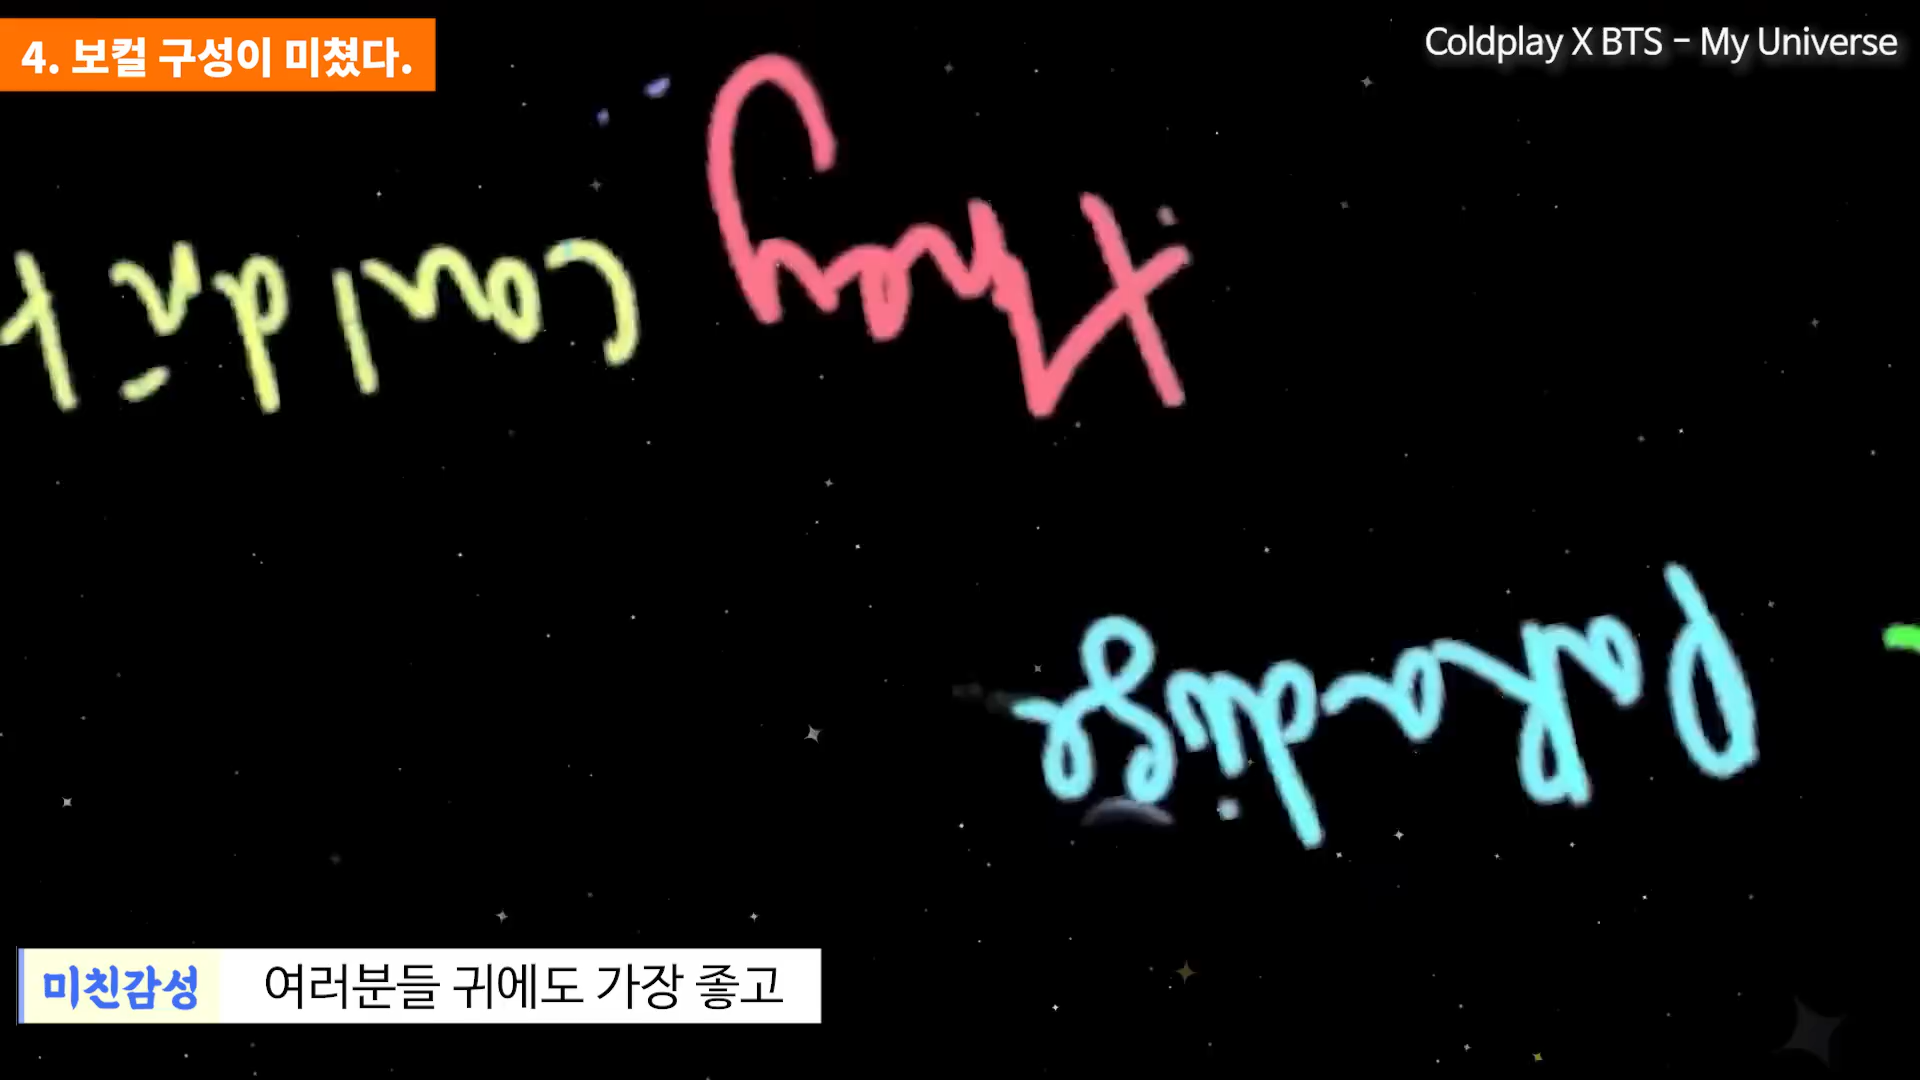 4. 보컬 구성이 미쳤다.
Coldplay X BTS - My Universe
couldn't
Paradise
미친감성 여러분들 귀에도 가장 좋고